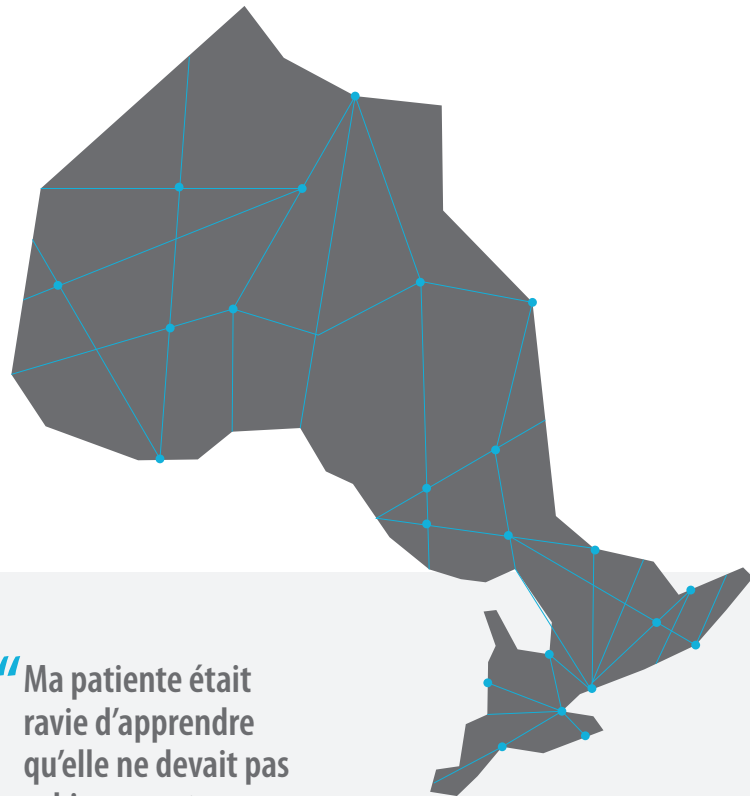 “Ma patiente était
ravie d’apprendre
qu’elle ne devait pas